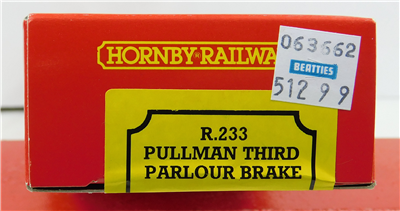 HORNBY® RAILWA
063662
BEATTIES
512 99
R.233
PULLMAN THIRD
PARLOUR BRAKE